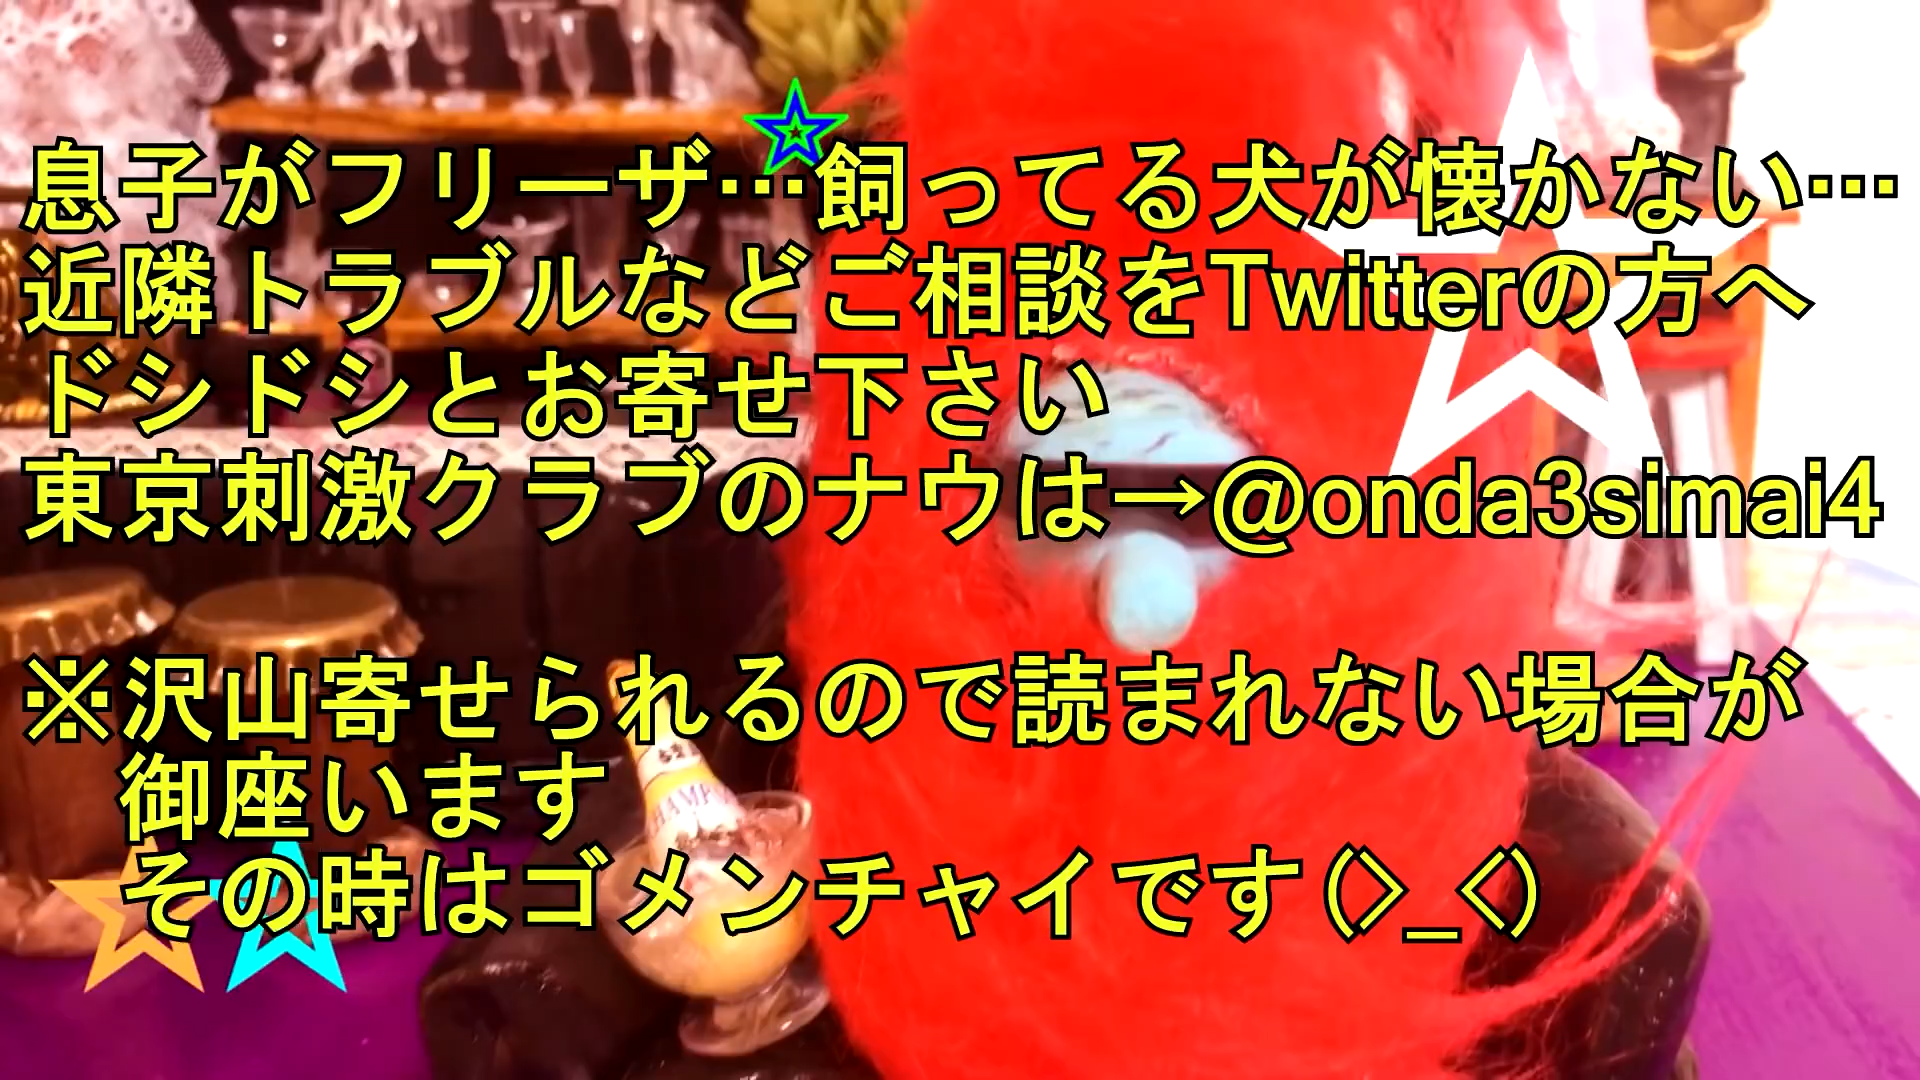 息子がフリーザ…飼ってる犬が懐かない…
近隣トラブルなどご相談をTwitterの方へ
ドシドシとお寄せ下さい
東京刺激クラブのナウは→@onda3simai4
※沢山寄せられるので読まれない場合が
御座います
その時はゴメンチャイです(>_<)